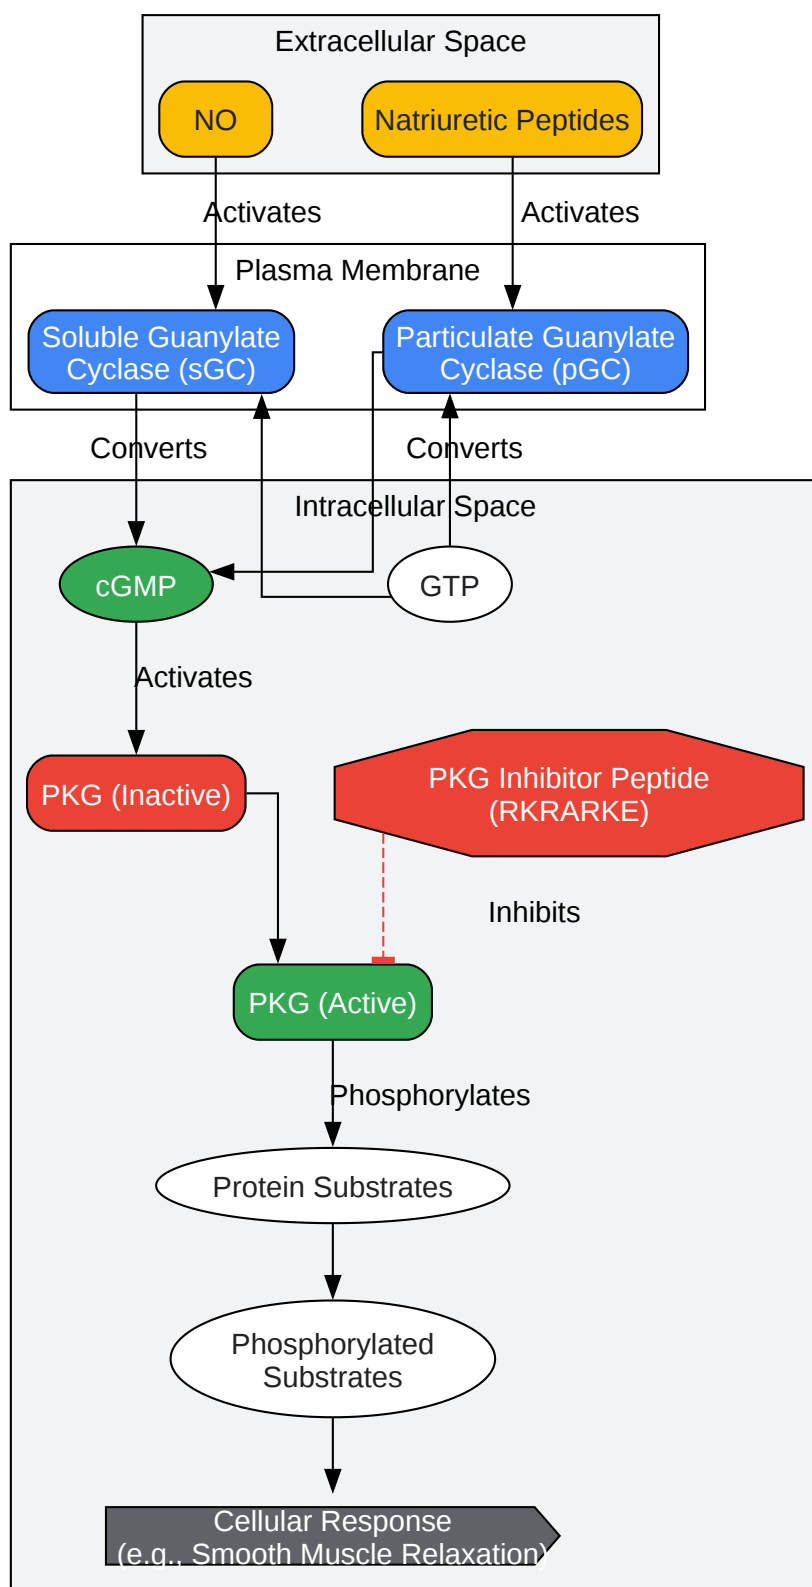 Extracellular Space
NO
Natriuretic Peptides
Activates
Activates
Plasma Membrane
Soluble Guanylate
Cyclase (sGC)
Particulate Guanylate
Cyclase (pGC)
Converts
Converts
Intracellular Space
cGMP
GTP
Activates
PKG (Inactive)
PKG Inhibitor Peptide
(RKRARKE)
Inhibits
PKG (Active)
Phosphorylates
Protein Substrates
Phosphorylated
Substrates
Cellular Response
(e.g., Smooth Muscle Relaxation)